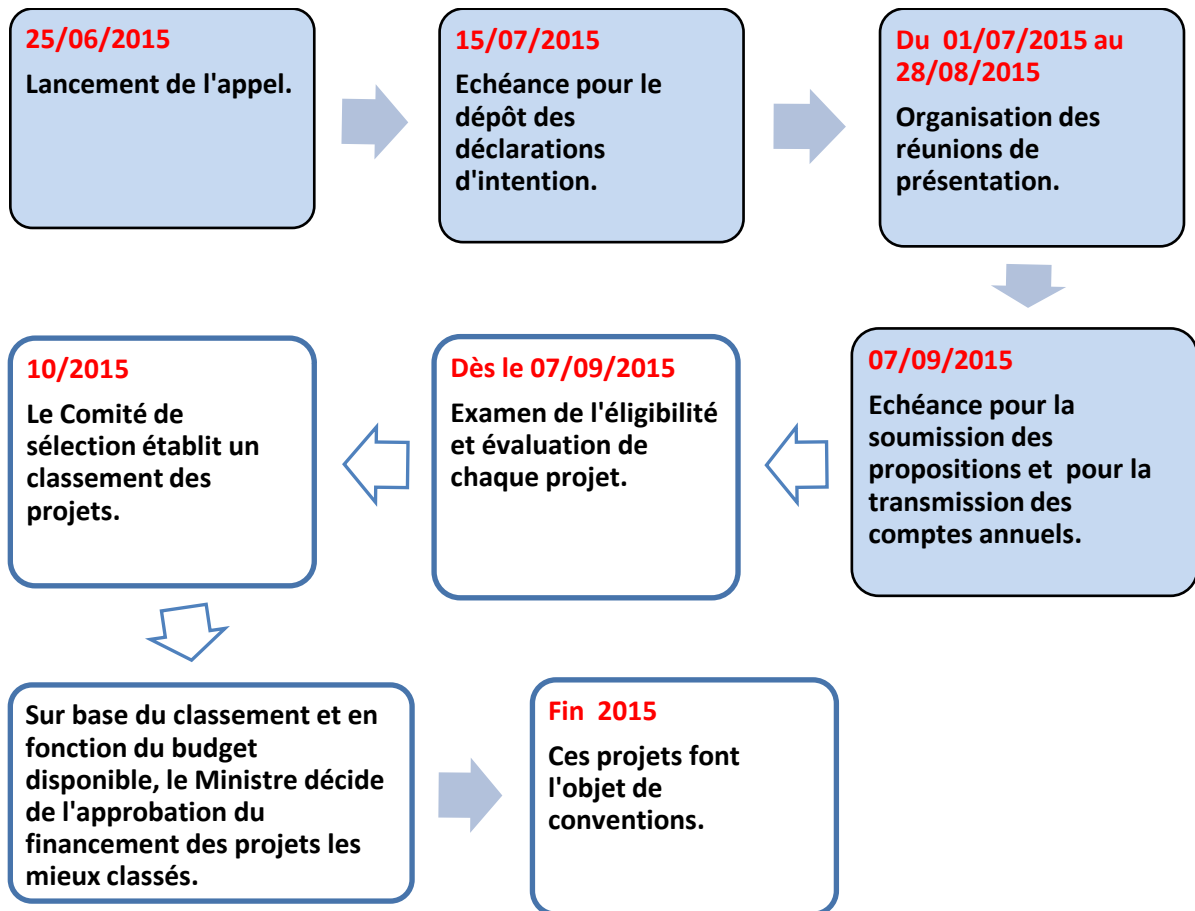 25/06/2015
Lancement de l'appel.
15/07/2015
Echéance pour le
dépôt des
déclarations
d'intention.
Du 01/07/2015 au
28/08/2015
Organisation des
réunions de
présentation.
07/09/2015
Echéance pour la
soumission des
propositions et pour la
transmission des
comptes annuels.
Dès le 07/09/2015
Examen de l'éligibilité
et évaluation de
chaque projet.
10/2015
Le Comité de
sélection établit un
classement des
projets.
Sur base du classement et en
fonction du budget
disponible, le Ministre décide
de l'approbation du
financement des projets les
mieux classés.
Fin 2015
Ces projets font
l'objet de
conventions.